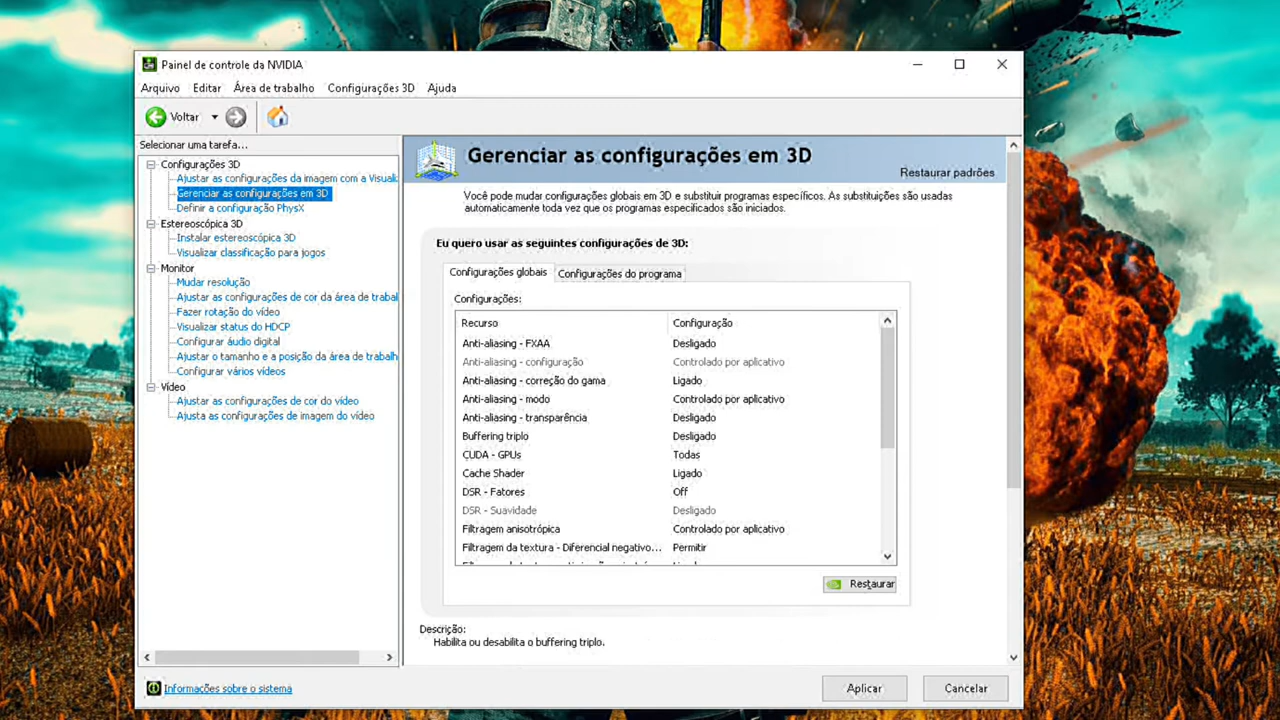 Painel de controle da NVIDIA
Arquivo Editar Área de trabalho Configurações 3D Ajuda
Voltar
Selecionar uma tarefa...
Configurações 3D
Ajustar as configurações da imagem com a Visuali
Gerenciar as configurações em 3D
Definir a configuração PhysX
Estereoscópica 3D
Instalar estereoscópica 3D
Visualizar classificação para jogos
Monitor
Mudar resolução
Ajustar as configurações de cor da área de trabal
Fazer rotação do vídeo
Visualizar status do HDCP
Configurar áudio digital
Ajustar o tamanho e a posição da área de trabalh
Configurar vários vídeos
Vídeo
Ajustar as configurações de cor do vídeo
Ajusta as configurações de imagem do vídeo
Informações sobre o sistema
Gerenciar as configurações em 3D
Restaurar padrões
Você pode mudar configurações globais em 3D e substituir programas específicos. As substituições são usadas
automaticamente toda vez que os programas especificados são iniciados.
Eu quero usar as seguintes configurações de 3D:
Configurações globais Configurações do programa
Configurações:
Recurso Configuração
Anti-aliasing - FXAA Desligado
Anti-aliasing - configuração Controlado por aplicativo
Anti-aliasing - correção do gama Ligado
Anti-aliasing - modo Controlado por aplicativo
Anti-aliasing - transparência Desligado
Buffering triplo Desligado
CUDA - GPUs Todas
Cache Shader Ligado
DSR - Fatores Off
DSR - Suavidade Desligado
Filtragem anisotrópica Controlado por aplicativo
Filtragem da textura - Diferencial negativo... Permitir
Restaurar
Descrição:
Habilita ou desabilita o buffering triplo.
Aplicar Cancelar